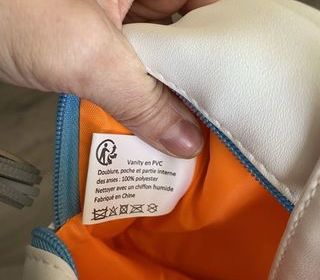 Vanity en PVC
Doublure, poche et partie interne
des anses : 100% polyester
Nettoyer avec un chiffon humide
Fabriqué en Chine